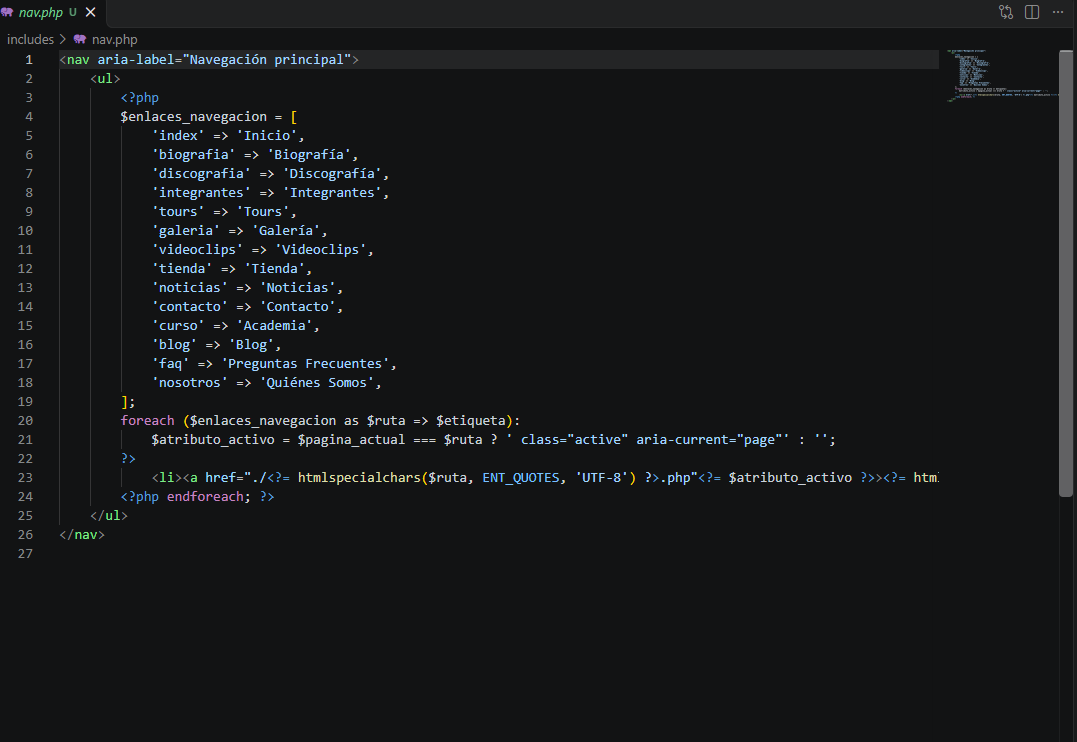 nav.php U
includes > nav.php
1 <nav aria-label="Navegación principal">
2 <ul>
3 <?php
4 $enlaces_navegacion = [
5 'index' => 'Inicio',
6 'biografia' => 'Biografía',
7 'discografia' => 'Discografía',
8 'integrantes' => 'Integrantes',
9 'tours' => 'Tours',
10 'galeria' => 'Galería',
11 'videoclips' => 'Videoclips',
12 'tienda' => 'Tienda',
13 'noticias' => 'Noticias',
14 'contacto' => 'Contacto',
15 'curso' => 'Academia',
16 'blog' => 'Blog',
17 'faq' => 'Preguntas Frecuentes',
18 'nosotros' => 'Quiénes Somos',
19 ];
20 foreach ($enlaces_navegacion as $ruta => $etiqueta):
21 $atributo_activo = $pagina_actual === $ruta ? ' class="active" aria-current="page"' : '';
22 ?>
23 <li><a href="./<?= htmlspecialchars($ruta, ENT_QUOTES, 'UTF-8') ?>.php"<?= $atributo_activo ?>><?= html
24 <?php endforeach; ?>
25 </ul>
26 </nav>
27